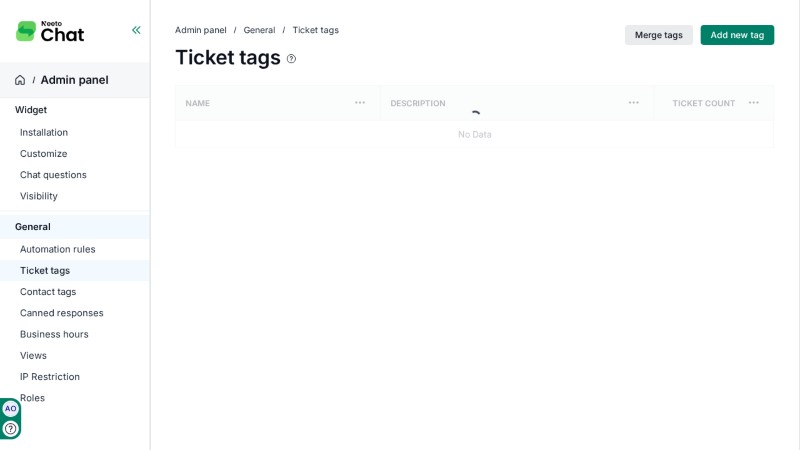 Neeto
Chat
/ Admin panel
Widget
Installation
Customize
Chat questions
Visibility
General
Automation rules
Ticket tags
Contact tags
Canned responses
Business hours
Views
IP Restriction
Roles
AO
Admin panel / General / Ticket tags
Merge tags
Add new tag
Ticket tags
NAME DESCRIPTION TICKET COUNT
No Data